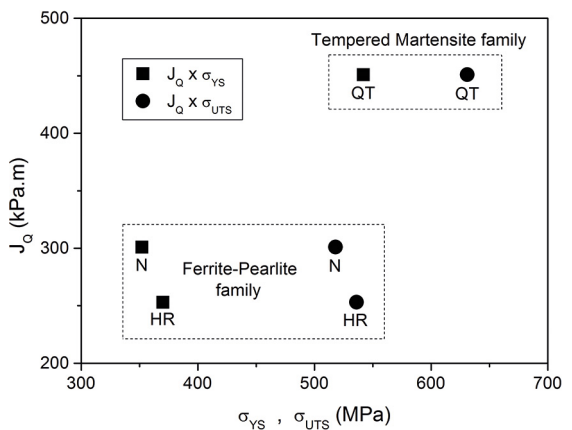 500
400
300
200
J_Q (kPa.m)
Tempered Martensite family
J_Q x σ_YS
J_Q x σ_UTS
QT
QT
N
N
Ferrite-Pearlite
family
HR
HR
300
400
500
600
700
σ_YS , σ_UTS (MPa)